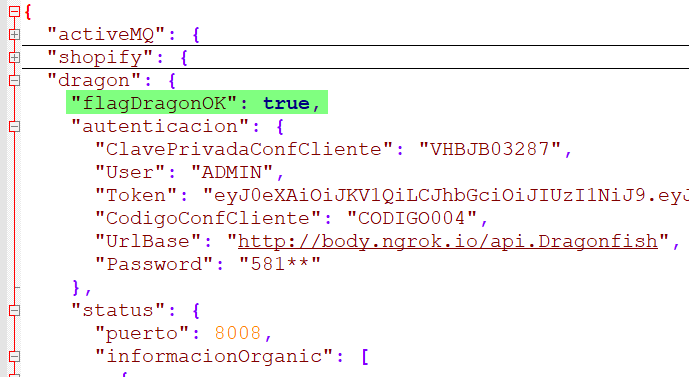 {
"activeMQ": {
"shopify": {
"dragon": {
"flagDragonOK": true,
"autenticacion": {
"ClavePrivadaConfCliente": "VHBJB03287",
"User": "ADMIN",
"Token": "eyJ0eXAiOiJKV1QiLCJhbGciOiJIUzI1NiJ9.eyJ
"CodigoConfCliente": "CODIGO004",
"UrlBase": "http://body.ngrok.io/api.Dragonfish",
"Password": "581**"
},
"status": {
"puerto": 8008,
"informacionOrganic": [
{